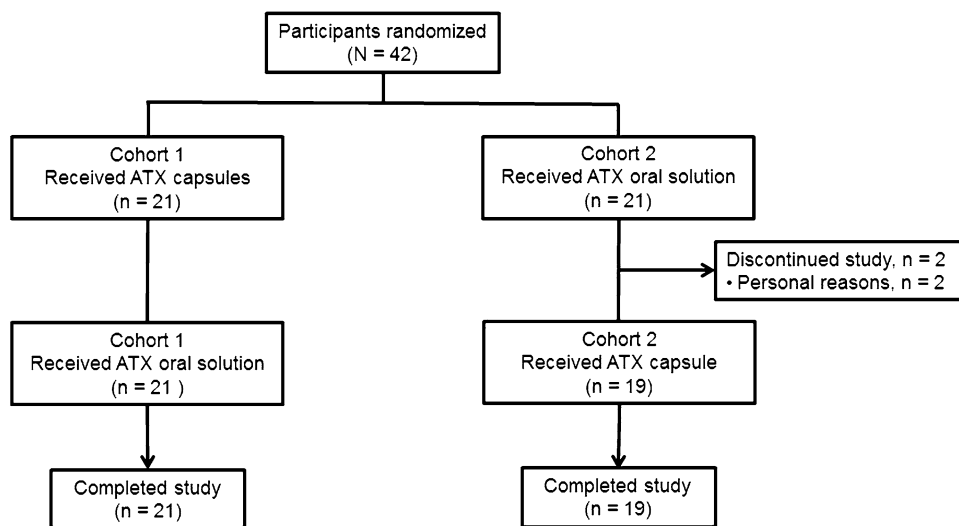 Participants randomized
(N = 42)
Cohort 1
Received ATX capsules
(n = 21)
Cohort 2
Received ATX oral solution
(n = 21)
Discontinued study, n = 2
• Personal reasons, n = 2
Cohort 1
Received ATX oral solution
(n = 21 )
Cohort 2
Received ATX capsule
(n = 19)
Completed study
(n = 21)
Completed study
(n = 19)